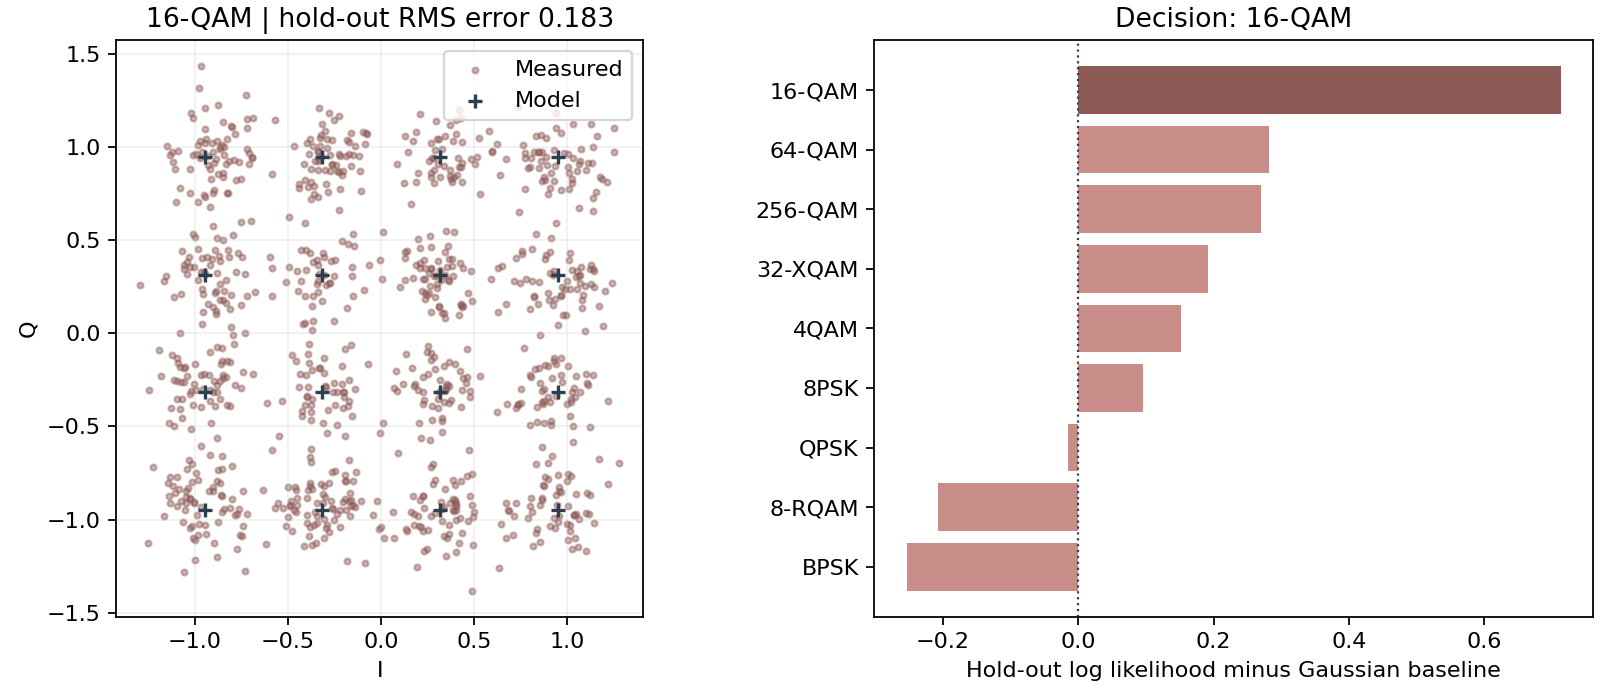 16-QAM | hold-out RMS error 0.183
Measured
Model
1.5
1.0
0.5
0.0
−0.5
−1.0
−1.5
Q
−1.0
−0.5
0.0
0.5
1.0
I
Decision: 16-QAM
16-QAM
64-QAM
256-QAM
32-XQAM
4QAM
8PSK
QPSK
8-RQAM
BPSK
−0.2
0.0
0.2
0.4
0.6
Hold-out log likelihood minus Gaussian baseline